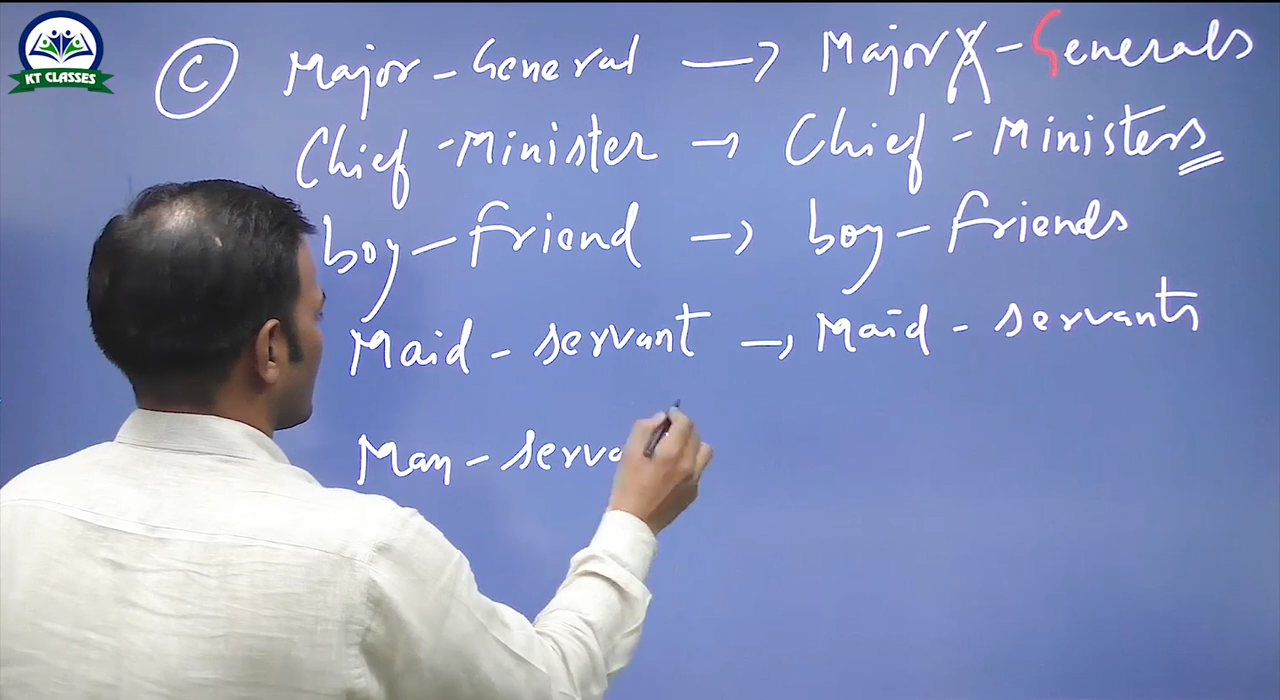 KT CLASSES
C Major - General → Major - Generals
Chief - Minister → Chief - Ministers
boy - friend → boy - friends
Maid - servant → Maid - servants
Man - serva